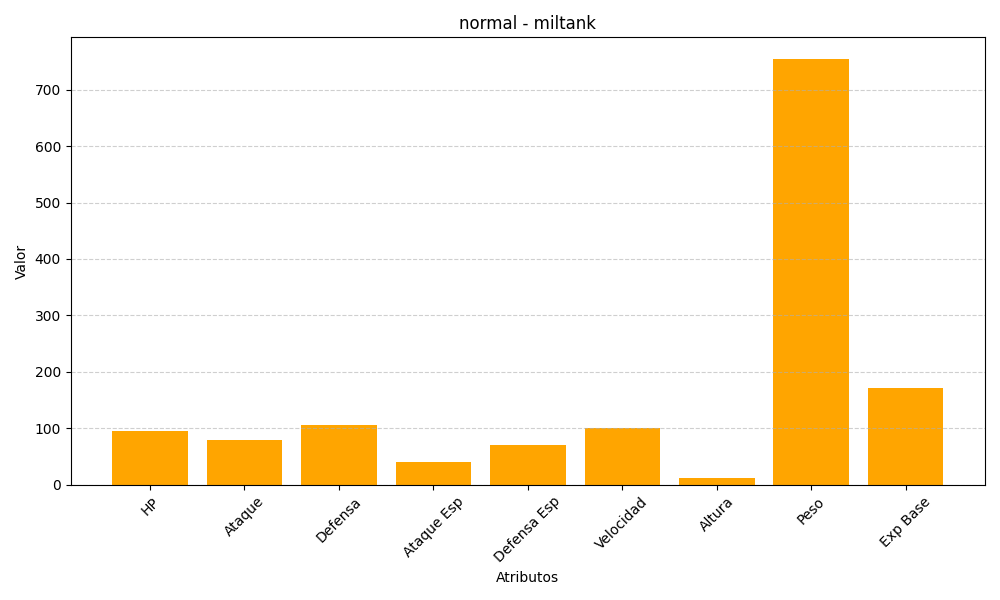 normal - miltank
Valor
700
600
500
400
300
200
100
0
HP
Ataque
Defensa
Ataque Esp
Defensa Esp
Velocidad
Altura
Peso
Exp Base
Atributos